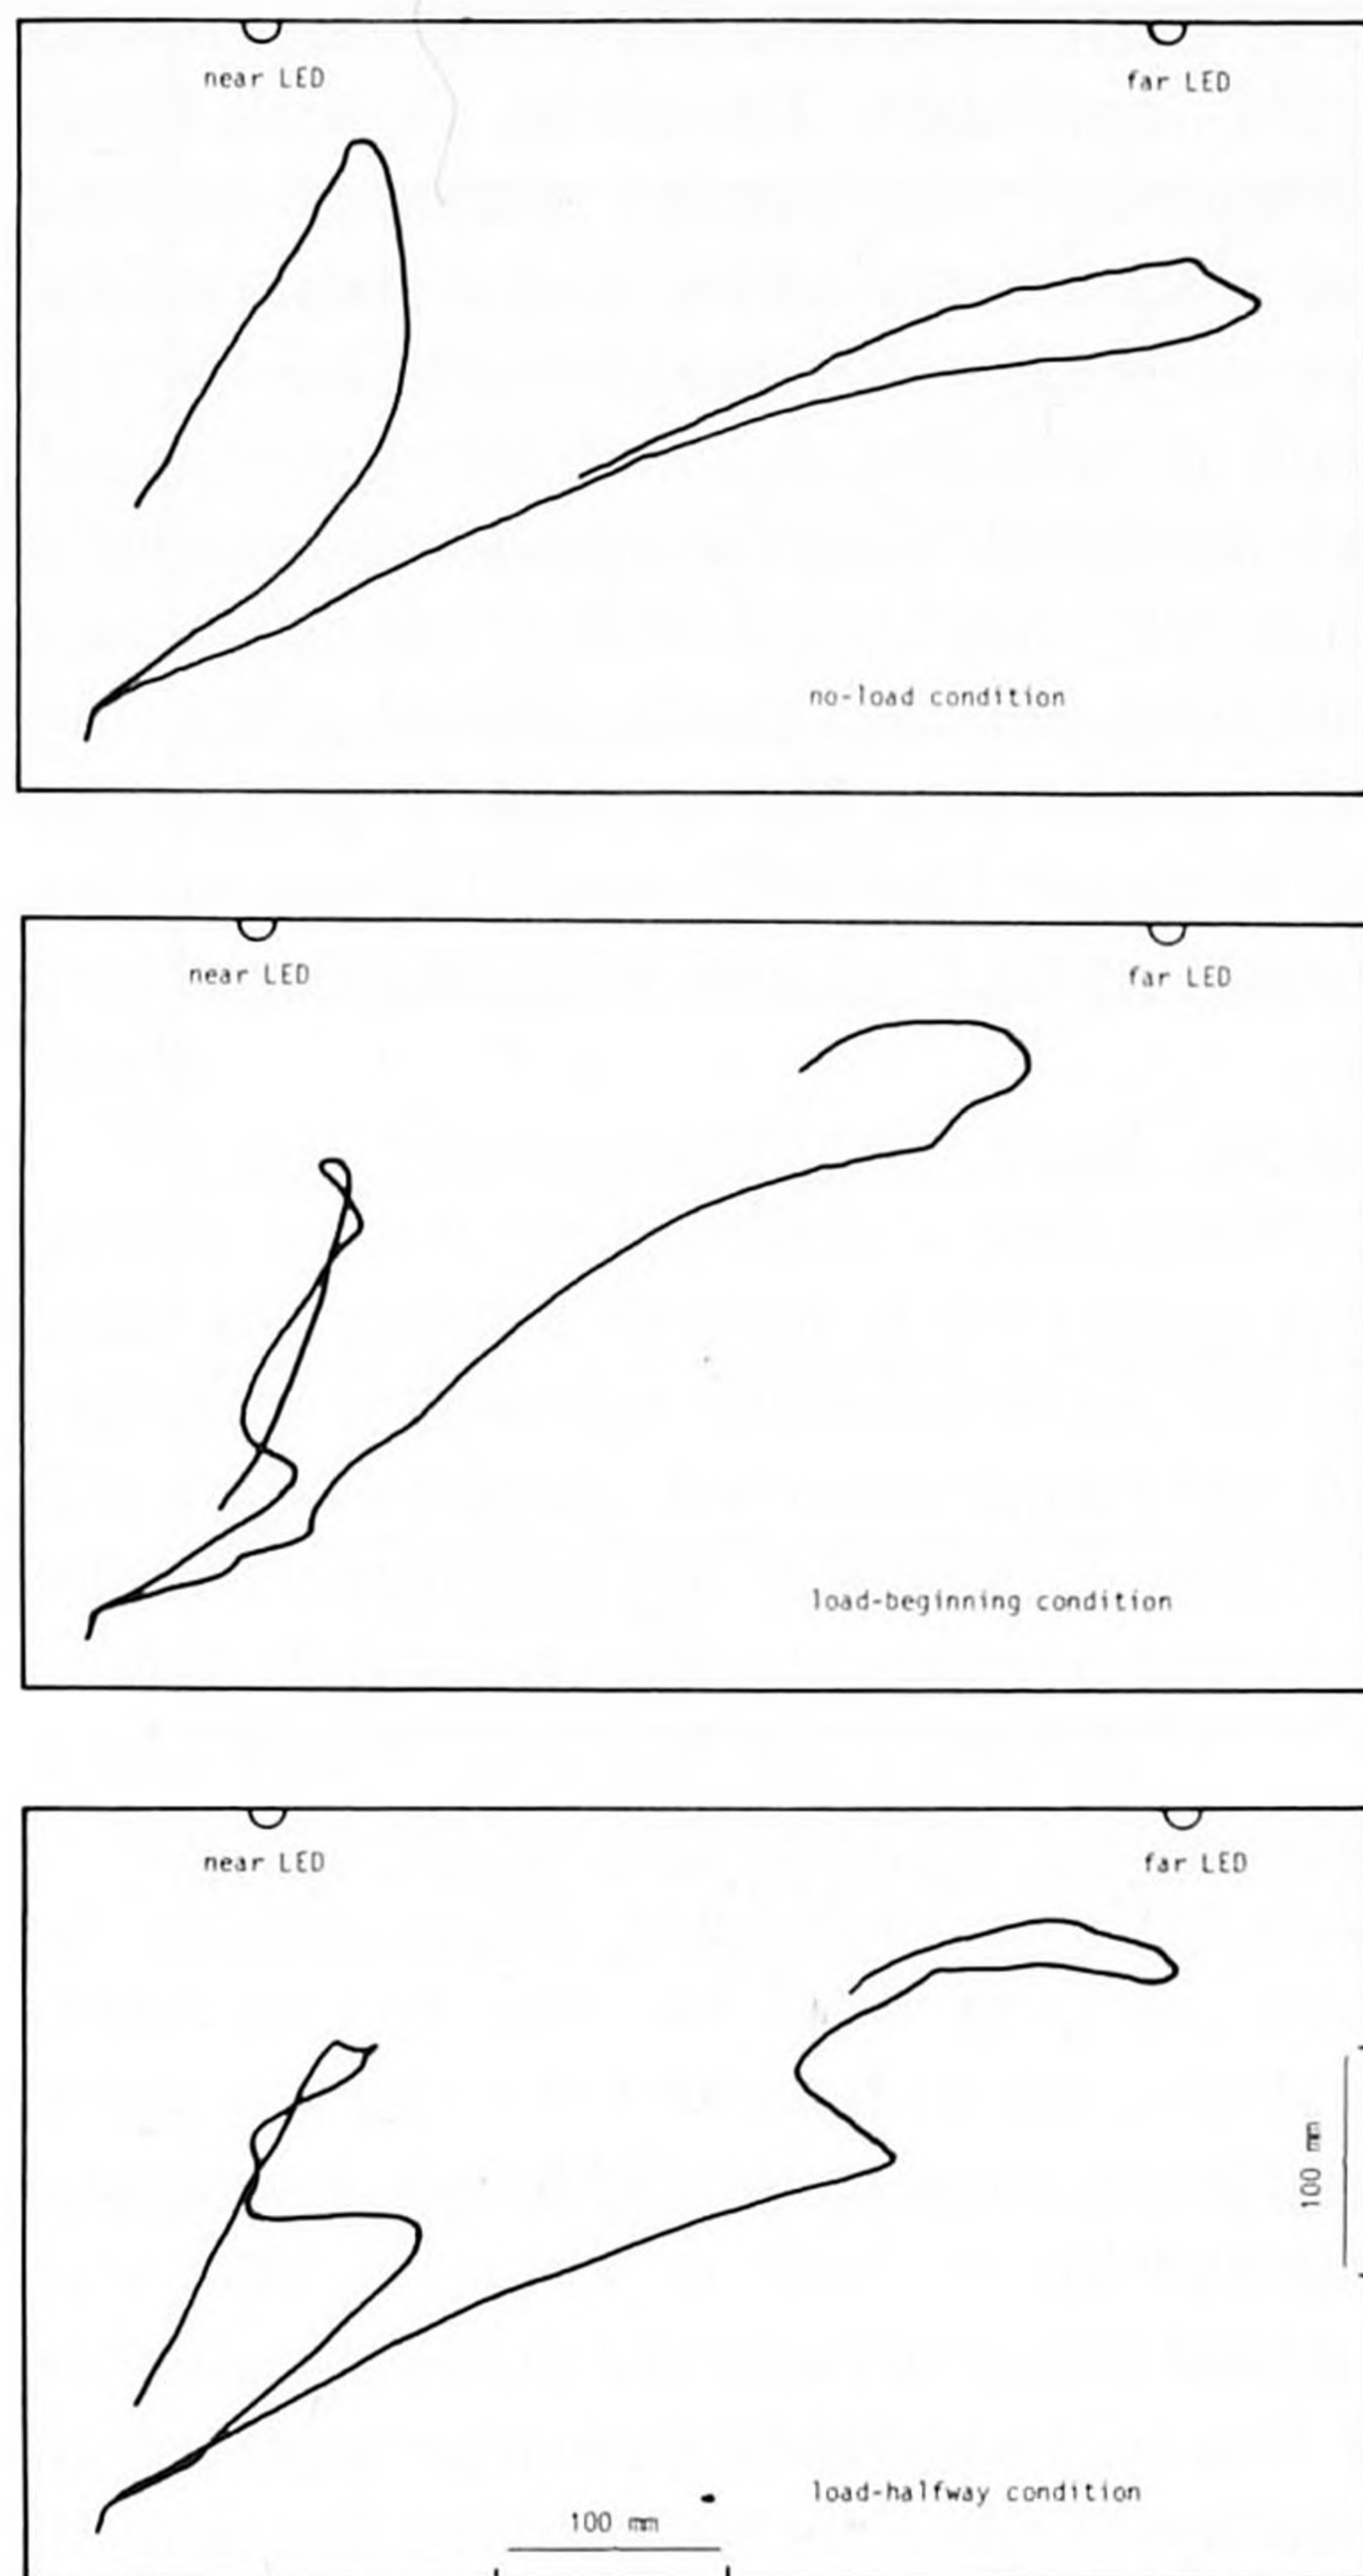 near LED far LED
no-load condition
near LED far LED
load-beginning condition
near LED far LED
100 mm
load-halfway condition
100 mm